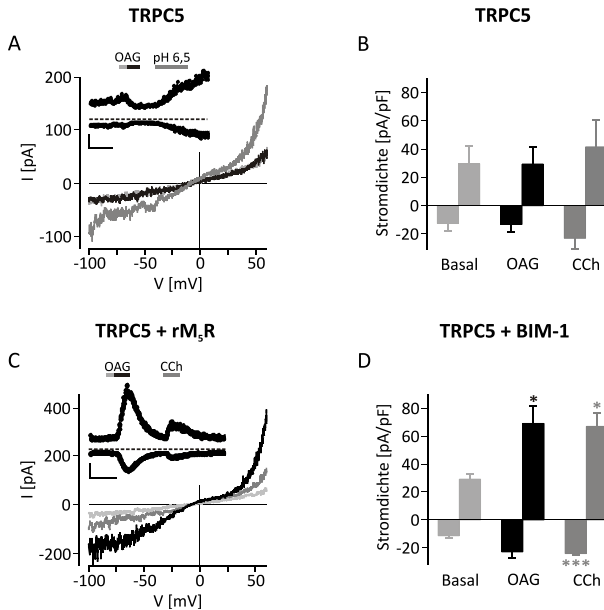 TRPC5
TRPC5
A
B
OAG
pH 6,5
200
100
0
-100
I [pA]
-100
-50
0
50
V [mV]
80
60
40
20
0
-20
Stromdichte [pA/pF]
Basal
OAG
CCh
TRPC5 + rM₅R
TRPC5 + BIM-1
C
D
OAG
CCh
400
200
0
-200
I [pA]
-100
-50
0
50
V [mV]
80
60
40
20
0
-20
Stromdichte [pA/pF]
*
*
***
Basal
OAG
CCh